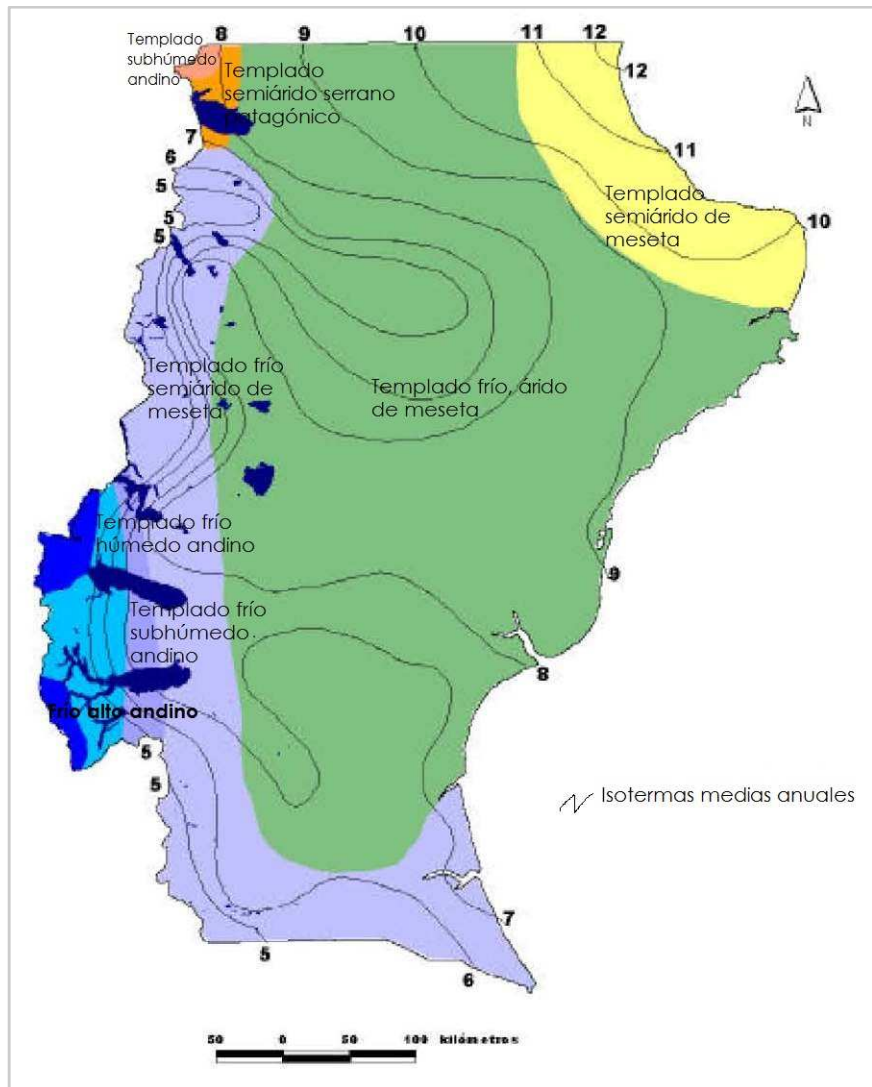 8 9 10 11 12
Templado
subhúmedo
andino
Templado
semiárido serrano
patagónico
12
N
7
11
6
5
Templado
semiárido de
meseta
5
10
5
Templado frío
semiárido de
meseta
Templado frío, árido
de meseta
Templado frío
húmedo andino
9
Templado frío
subhúmedo
andino
8
Frío alto andino
5
5
Isotermas medias anuales
7
5
6
50 0 50 100 kilómetros